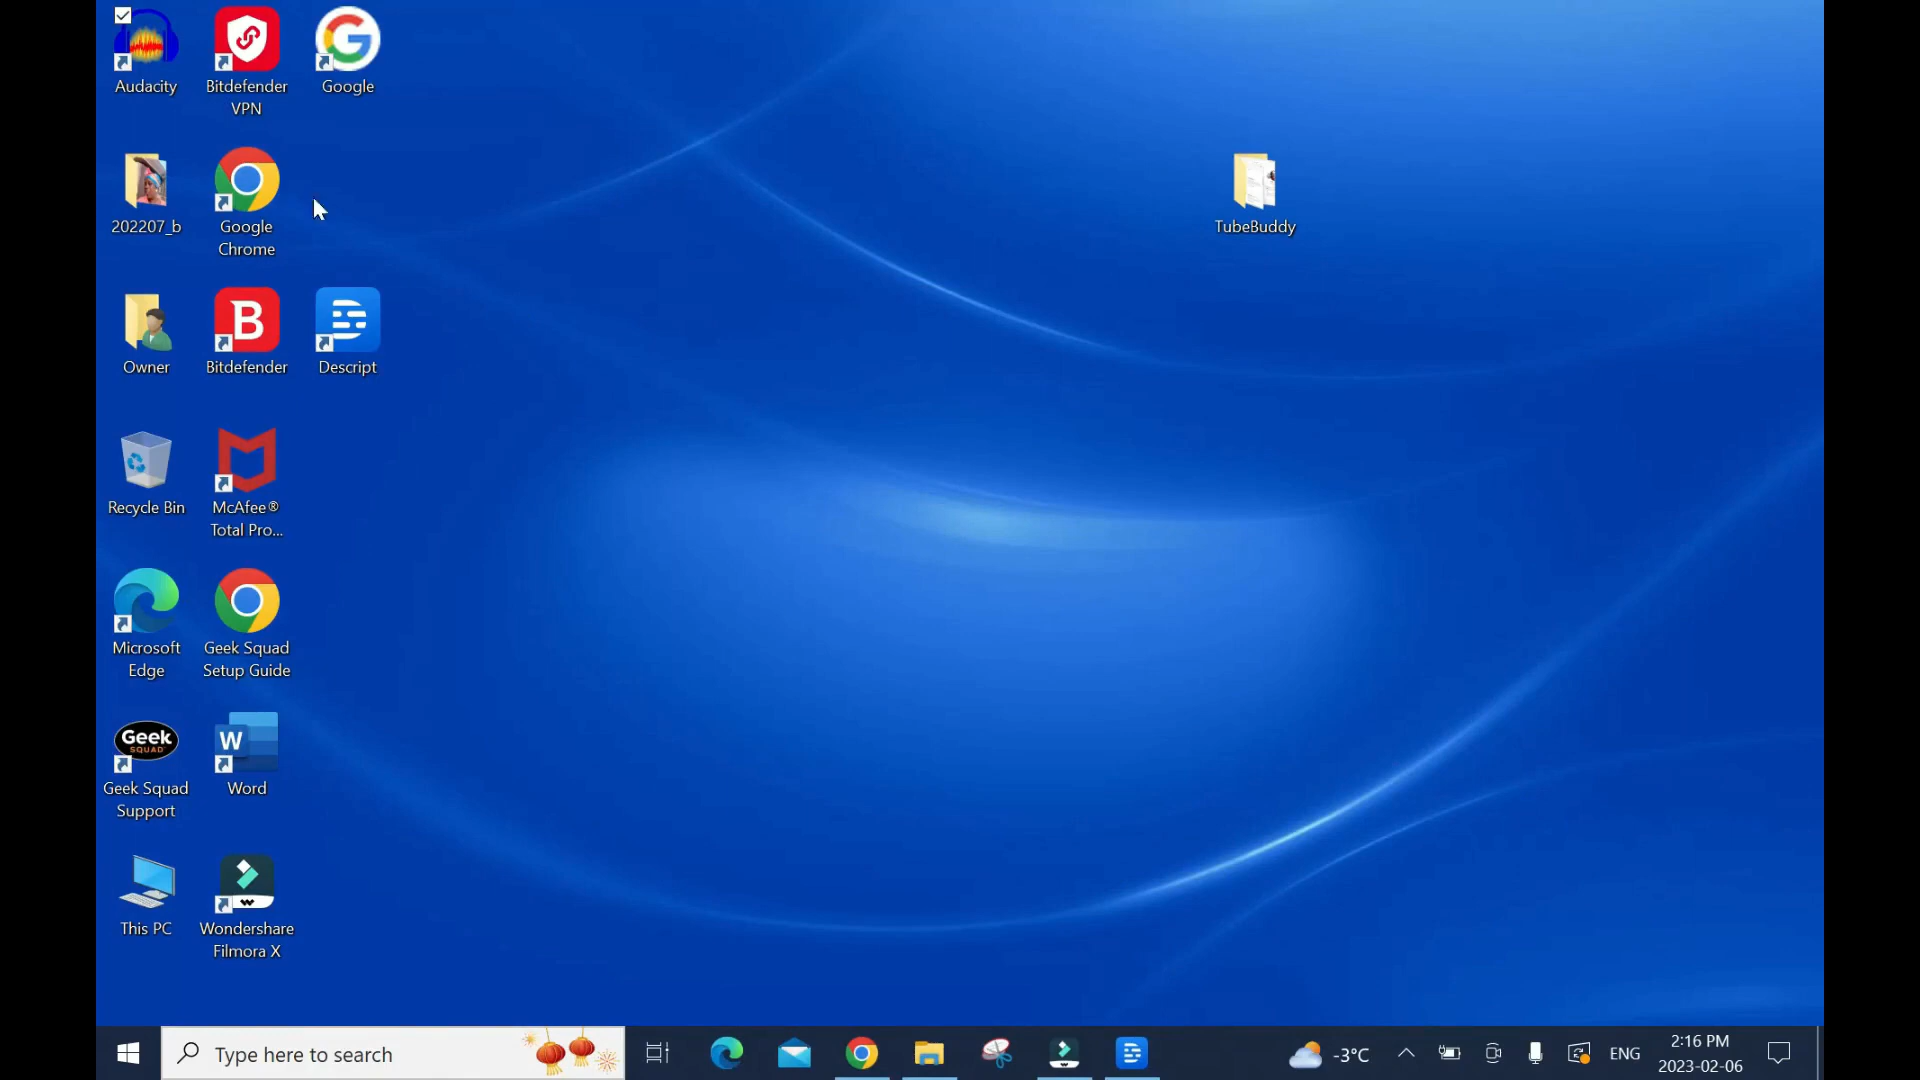 Audacity
Bitdefender
VPN
Google
202207_b
Google
Chrome
TubeBuddy
Owner
B
Bitdefender
Descript
Recycle Bin
McAfee®
Total Pro...
Microsoft
Edge
Geek Squad
Setup Guide
Geek
SQUAD
Geek Squad
Support
W
Word
This PC
Wondershare
Filmora X
Type here to search
-3°C
ENG
2:16 PM
2023-02-06